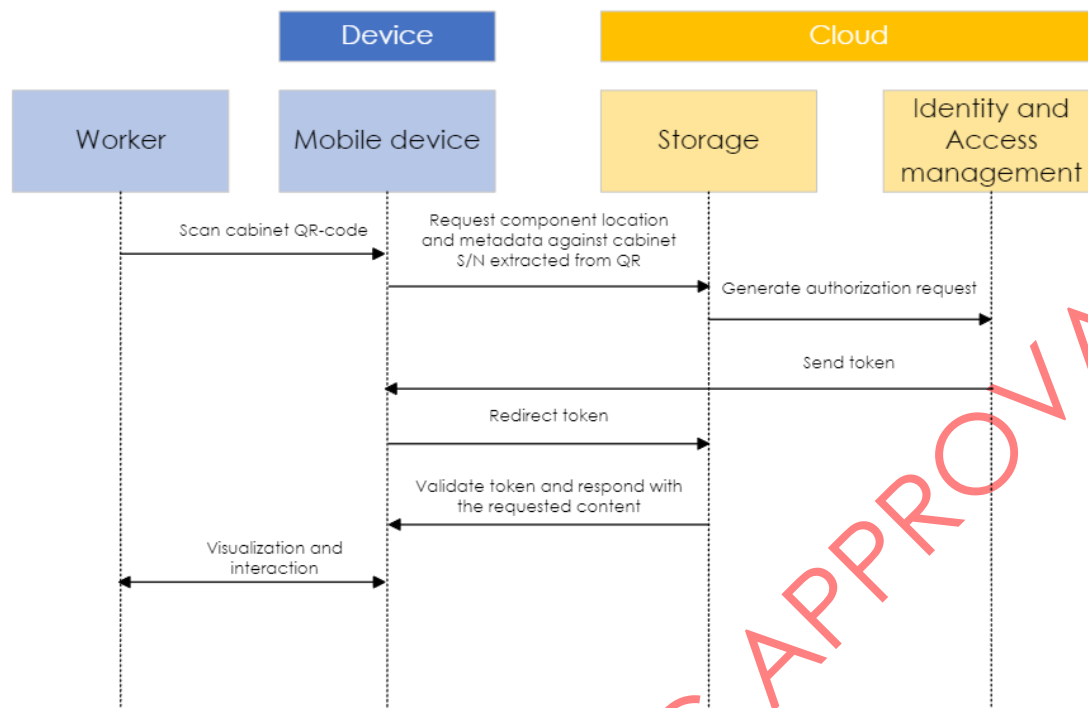 Device
Cloud
Worker
Mobile device
Storage
Identity and
Access
management
Scan cabinet QR-code
Request component location
and metadata against cabinet
S/N extracted from QR
Generate authorization request
Send token
Redirect token
Validate token and respond with
the requested content
Visualization and
interaction